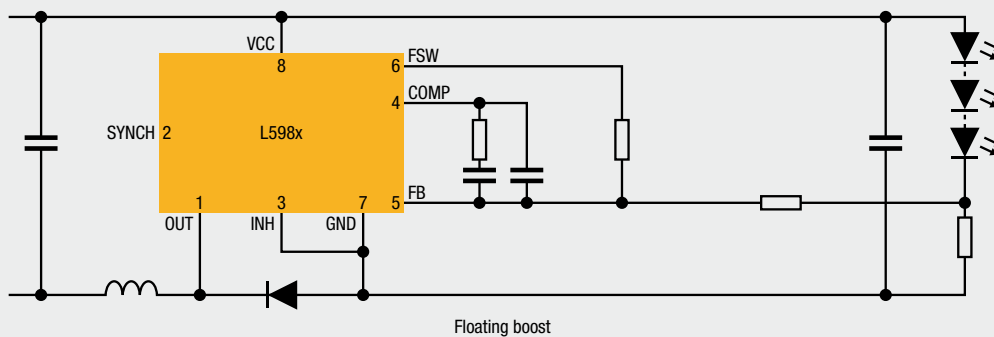 VCC
8
6 FSW
4 COMP
SYNCH 2
L598x
5 FB
1
3
7
OUT
INH
GND
Floating boost